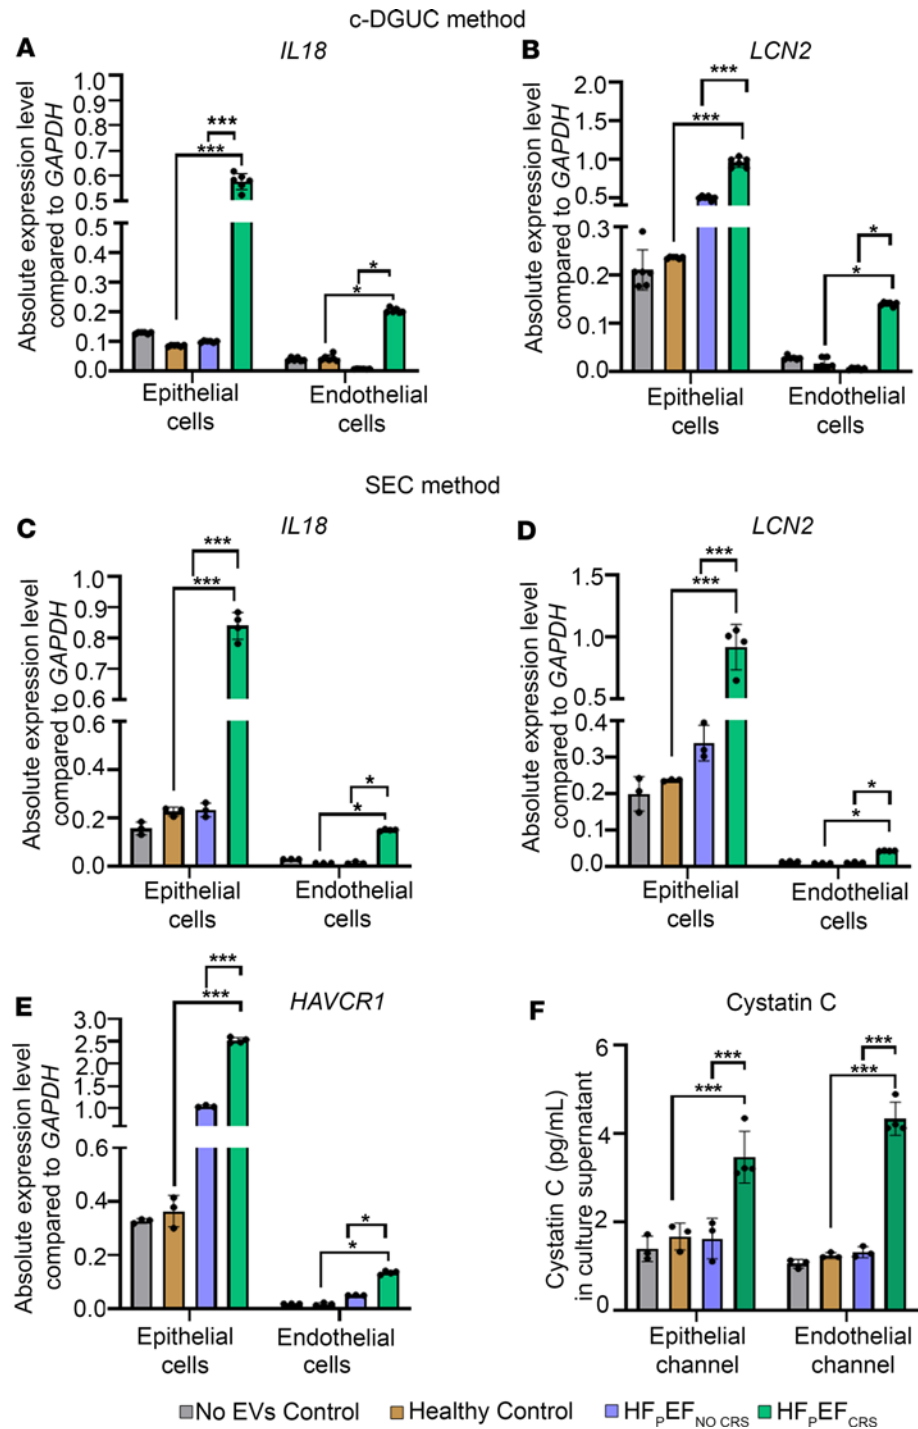 c-DGUC method
A
IL18
Absolute expression level
compared to GAPDH
1.0
0.9
0.8
0.7
0.6
0.5
0.5
0.4
0.3
0.2
0.1
0.0
***
***
*
*
Epithelial
cells
Endothelial
cells
B
LCN2
Absolute expression level
compared to GAPDH
2.0
1.5
1.0
0.5
0.3
0.2
0.1
0.0
***
***
*
*
Epithelial
cells
Endothelial
cells
SEC method
C
IL18
Absolute expression level
compared to GAPDH
1.0
0.9
0.8
0.7
0.6
0.6
0.4
0.2
0.0
***
***
*
*
Epithelial
cells
Endothelial
cells
D
LCN2
Absolute expression level
compared to GAPDH
1.5
1.0
0.5
0.4
0.3
0.2
0.1
0.0
***
***
*
*
Epithelial
cells
Endothelial
cells
E
HAVCR1
Absolute expression level
compared to GAPDH
3.0
2.5
2.0
1.5
1.0
0.6
0.4
0.2
0.0
***
***
*
*
Epithelial
cells
Endothelial
cells
F
Cystatin C
Cystatin C (pg/mL)
in culture supernatant
6
4
2
0
***
***
***
***
Epithelial
channel
Endothelial
channel
No EVs Control Healthy Control HFPEFNO CRS HFPEFCRS